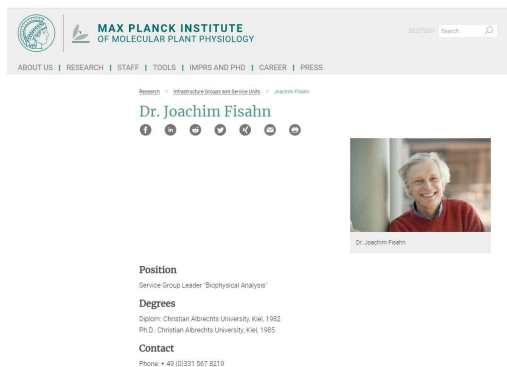 MAX PLANCK INSTITUTE
OF MOLECULAR PLANT PHYSIOLOGY
DEUTSCH Search
ABOUT US | RESEARCH | STAFF | TOOLS | IMPRS AND PHD | CAREER | PRESS
Research > Infrastructure Groups and Service Units > Joachim Fisahn
Dr. Joachim Fisahn
Dr. Joachim Fisahn
Position
Service Group Leader "Biophysical Analysis"
Degrees
Diplom: Christian Albrechts University, Kiel, 1982
Ph.D.: Christian Albrechts University, Kiel, 1985
Contact
Phone: + 49 (0)331 567 8219